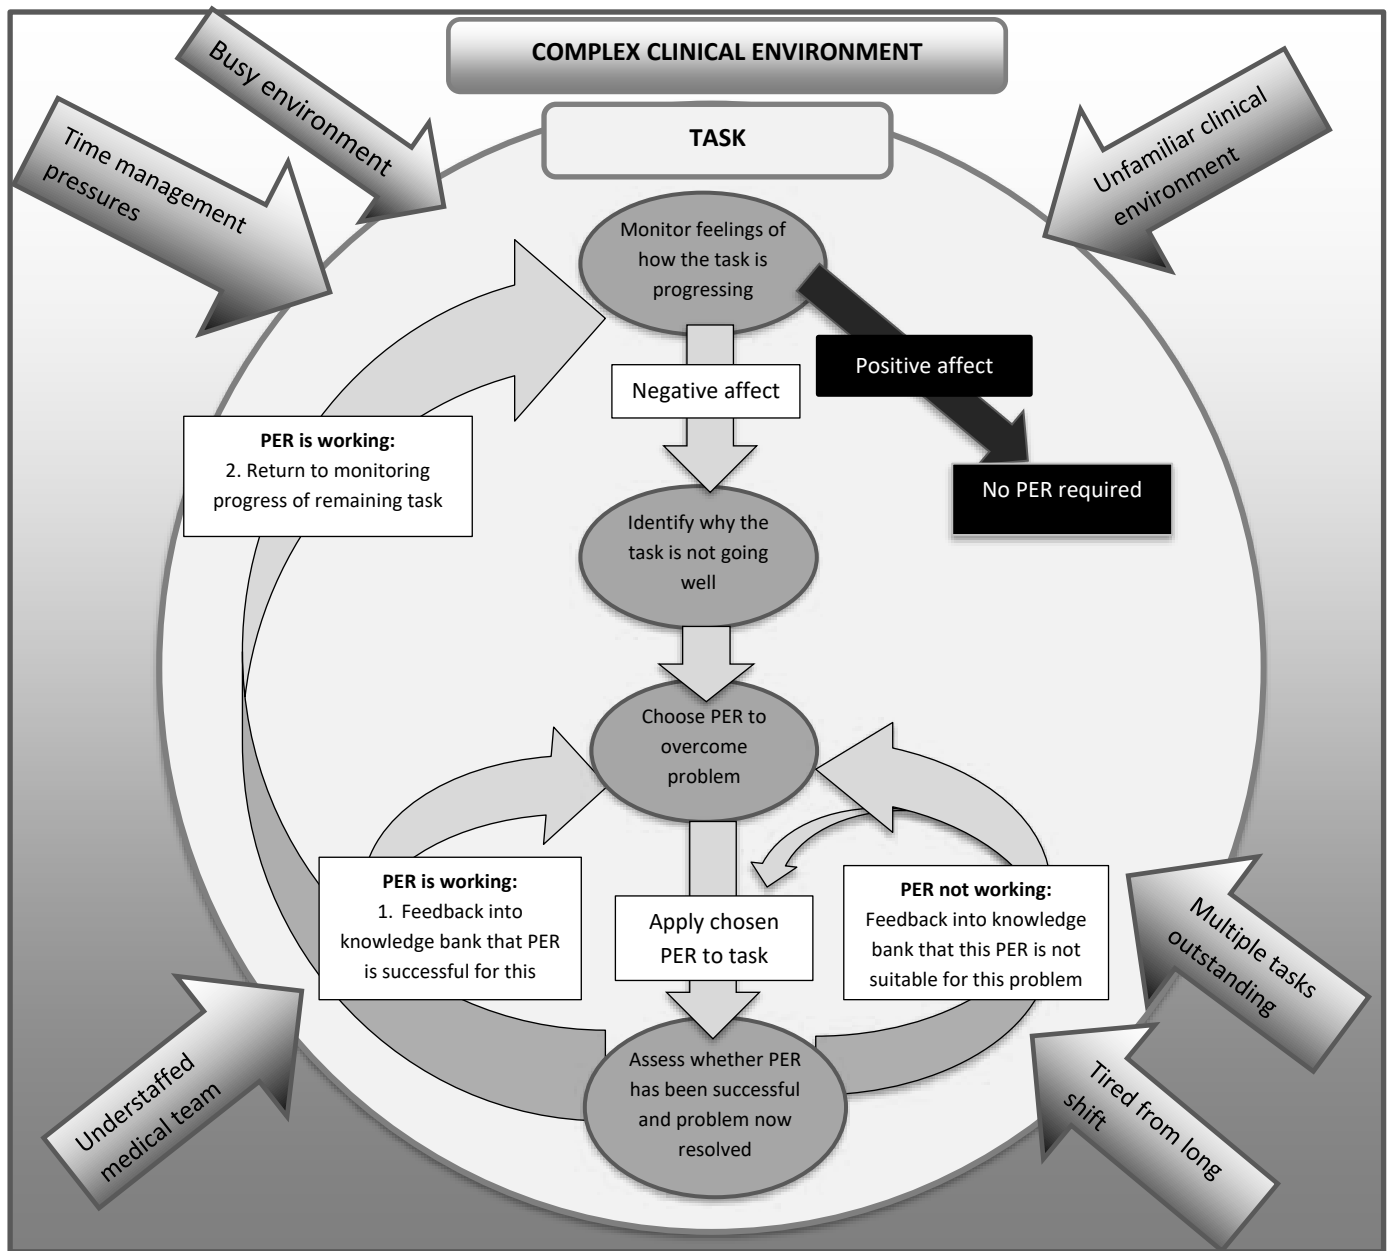 COMPLEX CLINICAL ENVIRONMENT
TASK
Busy environment
Time management
pressures
Unfamiliar clinical
environment
Monitor feelings of
how the task is
progressing
Negative affect
Positive affect
No PER required
PER is working:
2. Return to monitoring
progress of remaining task
Identify why the
task is not going
well
Choose PER to
overcome
problem
PER is working:
1. Feedback into
knowledge bank that PER
is successful for this
Apply chosen
PER to task
PER not working:
Feedback into knowledge
bank that this PER is not
suitable for this problem
Multiple tasks
outstanding
Understaffed
medical team
Assess whether PER
has been successful
and problem now
resolved
Tired from long
shift